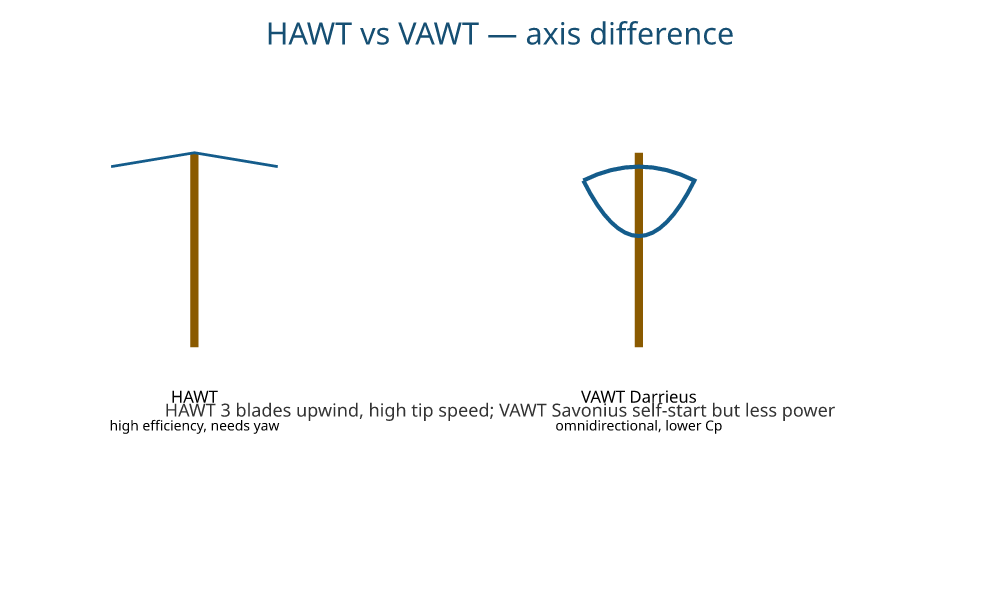 HAWT vs VAWT — axis difference
HAWT
VAWT Darrieus
HAWT 3 blades upwind, high tip speed; VAWT Savonius self-start but less power
high efficiency, needs yaw
omnidirectional, lower Cp